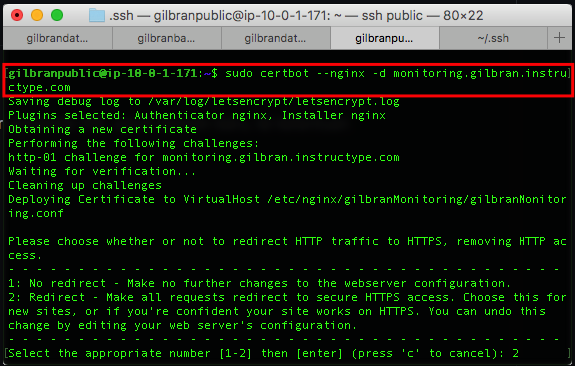 .ssh — gilbranpublic@ip-10-0-1-171: ~ — ssh public — 80×22
gilbrandat... gilbranba... gilbrandat... gilbranpu... ~/.ssh +
[gilbranpublic@ip-10-0-1-171:~$ sudo certbot --nginx -d monitoring.gilbran.instru]
ctype.com
Saving debug log to /var/log/letsencrypt/letsencrypt.log
Plugins selected: Authenticator nginx, Installer nginx
Obtaining a new certificate
Performing the following challenges:
http-01 challenge for monitoring.gilbran.instructype.com
Waiting for verification...
Cleaning up challenges
Deploying Certificate to VirtualHost /etc/nginx/gilbranMonitoring/gilbranMonitor
ing.conf
Please choose whether or not to redirect HTTP traffic to HTTPS, removing HTTP ac
cess.
- - - - - - - - - - - - - - - - - - - - - - - - - - - - - - - - - - - - - - - -
1: No redirect - Make no further changes to the webserver configuration.
2: Redirect - Make all requests redirect to secure HTTPS access. Choose this for
new sites, or if you're confident your site works on HTTPS. You can undo this
change by editing your web server's configuration.
- - - - - - - - - - - - - - - - - - - - - - - - - - - - - - - - - - - - - - - -
[Select the appropriate number [1-2] then [enter] (press 'c' to cancel): 2 ]